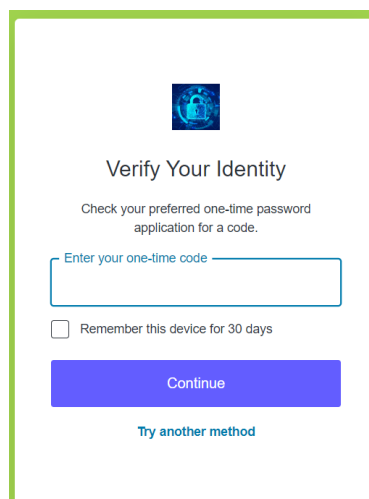 Verify Your Identity
Check your preferred one-time password
application for a code.
Enter your one-time code
Remember this device for 30 days
Continue
Try another method